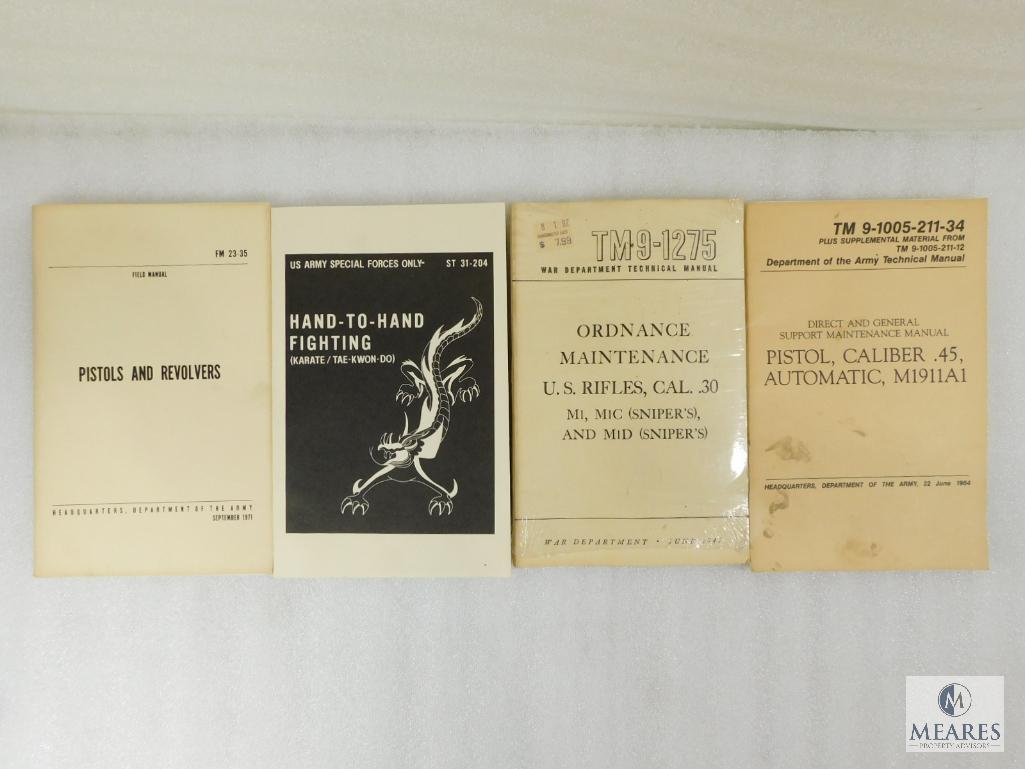 FM 23-35
FIELD MANUAL
PISTOLS AND REVOLVERS
HEADQUARTERS, DEPARTMENT OF THE ARMY
SEPTEMBER 1971
US ARMY SPECIAL FORCES ONLY- ST 31-204
HAND-TO-HAND
FIGHTING
(KARATE/TAE-KWON-DO)
$ 7.99
TM-9-1275
WAR DEPARTMENT TECHNICAL MANUAL
ORDNANCE
MAINTENANCE
U.S. RIFLES, CAL. .30
M1, M1C (SNIPER'S),
AND M1D (SNIPER'S)
WAR DEPARTMENT • JUNE
TM 9-1005-211-34
PLUS SUPPLEMENTAL MATERIAL FROM
TM 9-1005-211-12
Department of the Army Technical Manual
DIRECT AND GENERAL
SUPPORT MAINTENANCE MANUAL
PISTOL, CALIBER .45,
AUTOMATIC, M1911A1
HEADQUARTERS, DEPARTMENT OF THE ARMY, 22 June 1964
M
MEARES
PROPERTY ADVISORS